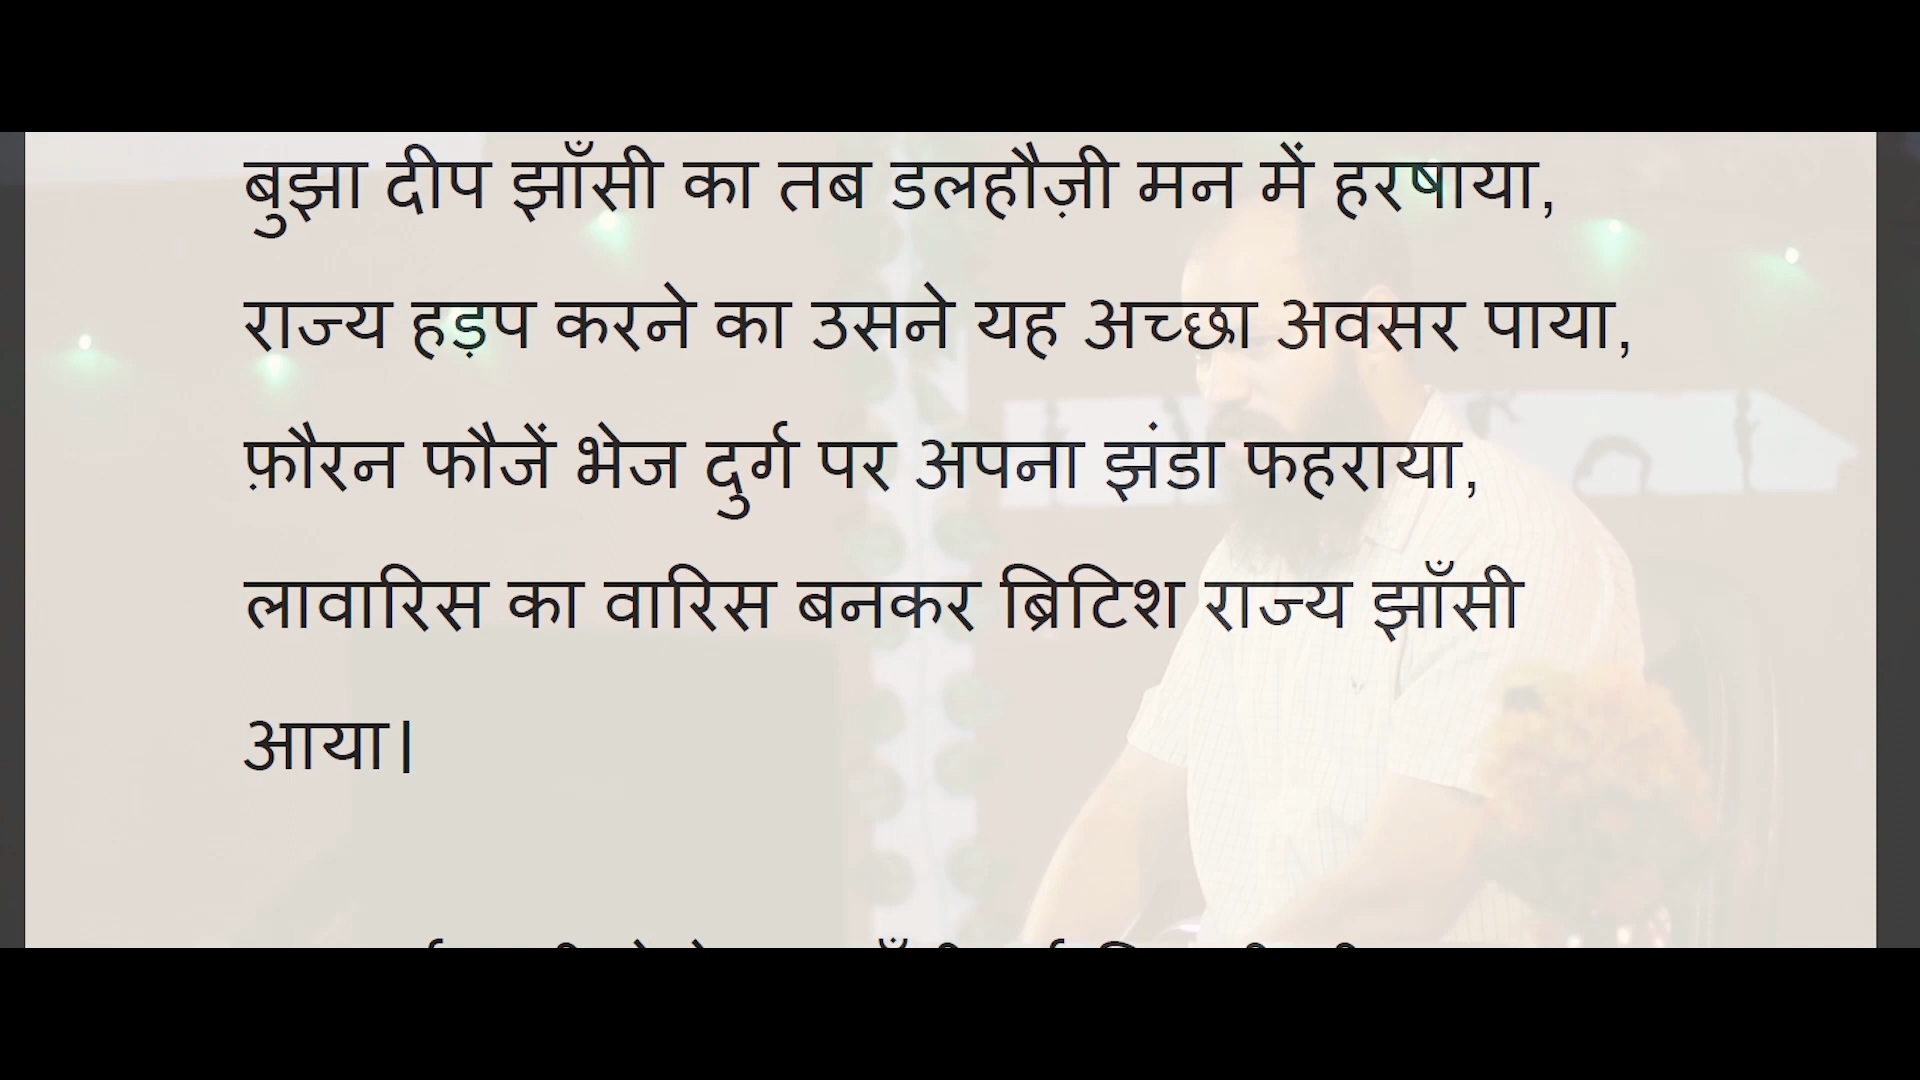 बुझा दीप झाँसी का तब डलहौज़ी मन में हरषाया,
राज्य हड़प करने का उसने यह अच्छा अवसर पाया,
फ़ौरन फौजें भेज दुर्ग पर अपना झंडा फहराया,
लावारिस का वारिस बनकर ब्रिटिश राज्य झाँसी
आया।